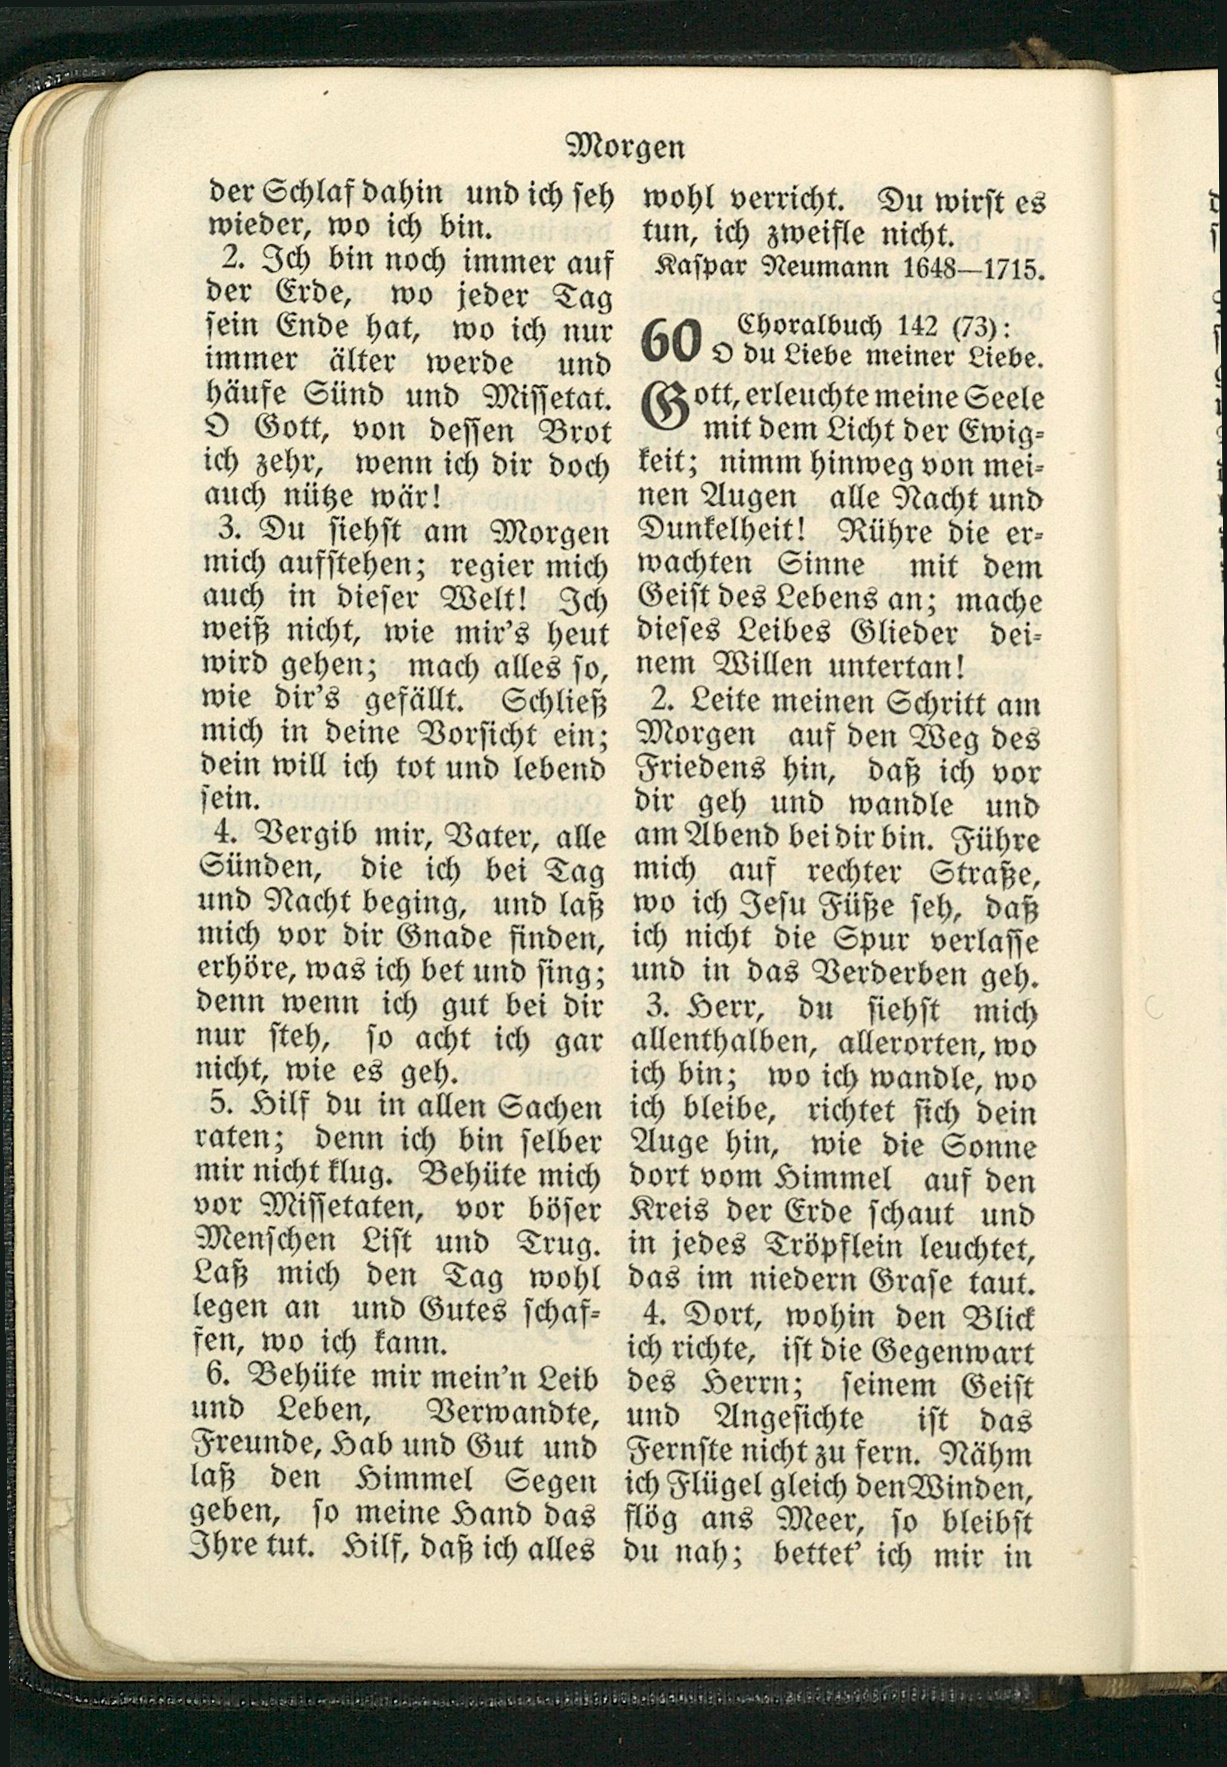 Morgen
der Schlaf dahin und ich seh
wieder, wo ich bin.
2. Ich bin noch immer auf
der Erde, wo jeder Tag
sein Ende hat, wo ich nur
immer älter werde und
häufe Sünd und Missetat.
O Gott, von dessen Brot
ich zehr, wenn ich dir doch
auch nütze wär!
3. Du siehst am Morgen
mich aufstehen; regier mich
auch in dieser Welt! Ich
weiß nicht, wie mir's heut
wird gehen; mach alles so,
wie dir's gefällt. Schließ
mich in deine Vorsicht ein;
dein will ich tot und lebend
sein.
4. Vergib mir, Vater, alle
Sünden, die ich bei Tag
und Nacht beging, und laß
mich vor dir Gnade finden,
erhöre, was ich bet und sing;
denn wenn ich gut bei dir
nur steh, so acht ich gar
nicht, wie es geh.
5. Hilf du in allen Sachen
raten; denn ich bin selber
mir nicht klug. Behüte mich
vor Missetaten, vor böser
Menschen List und Trug.
Laß mich den Tag wohl
legen an und Gutes schaf-
fen, wo ich kann.
6. Behüte mir mein'n Leib
und Leben, Verwandte,
Freunde, Hab und Gut und
laß den Himmel Segen
geben, so meine Hand das
Ihre tut. Hilf, daß ich alles
wohl verricht. Du wirst es
tun, ich zweifle nicht.
Kaspar Neumann 1648—1715.
60 Choralbuch 142 (73):
O du Liebe meiner Liebe.
Gott, erleuchte meine Seele
mit dem Licht der Ewig-
keit; nimm hinweg von mei-
nen Augen alle Nacht und
Dunkelheit! Rühre die er-
wachten Sinne mit dem
Geist des Lebens an; mache
dieses Leibes Glieder dei-
nem Willen untertan!
2. Leite meinen Schritt am
Morgen auf den Weg des
Friedens hin, daß ich vor
dir geh und wandle und
am Abend bei dir bin. Führe
mich auf rechter Straße,
wo ich Jesu Füße seh, daß
ich nicht die Spur verlasse
und in das Verderben geh.
3. Herr, du siehst mich
allenthalben, allerorten, wo
ich bin; wo ich wandle, wo
ich bleibe, richtet sich dein
Auge hin, wie die Sonne
dort vom Himmel auf den
Kreis der Erde schaut und
in jedes Tröpflein leuchtet,
das im niedern Grase taut.
4. Dort, wohin den Blick
ich richte, ist die Gegenwart
des Herrn; seinem Geist
und Angesichte ist das
Fernste nicht zu fern. Nähm
ich Flügel gleich den Winden,
flög ans Meer, so bleibst
du nah; bettet' ich mir in